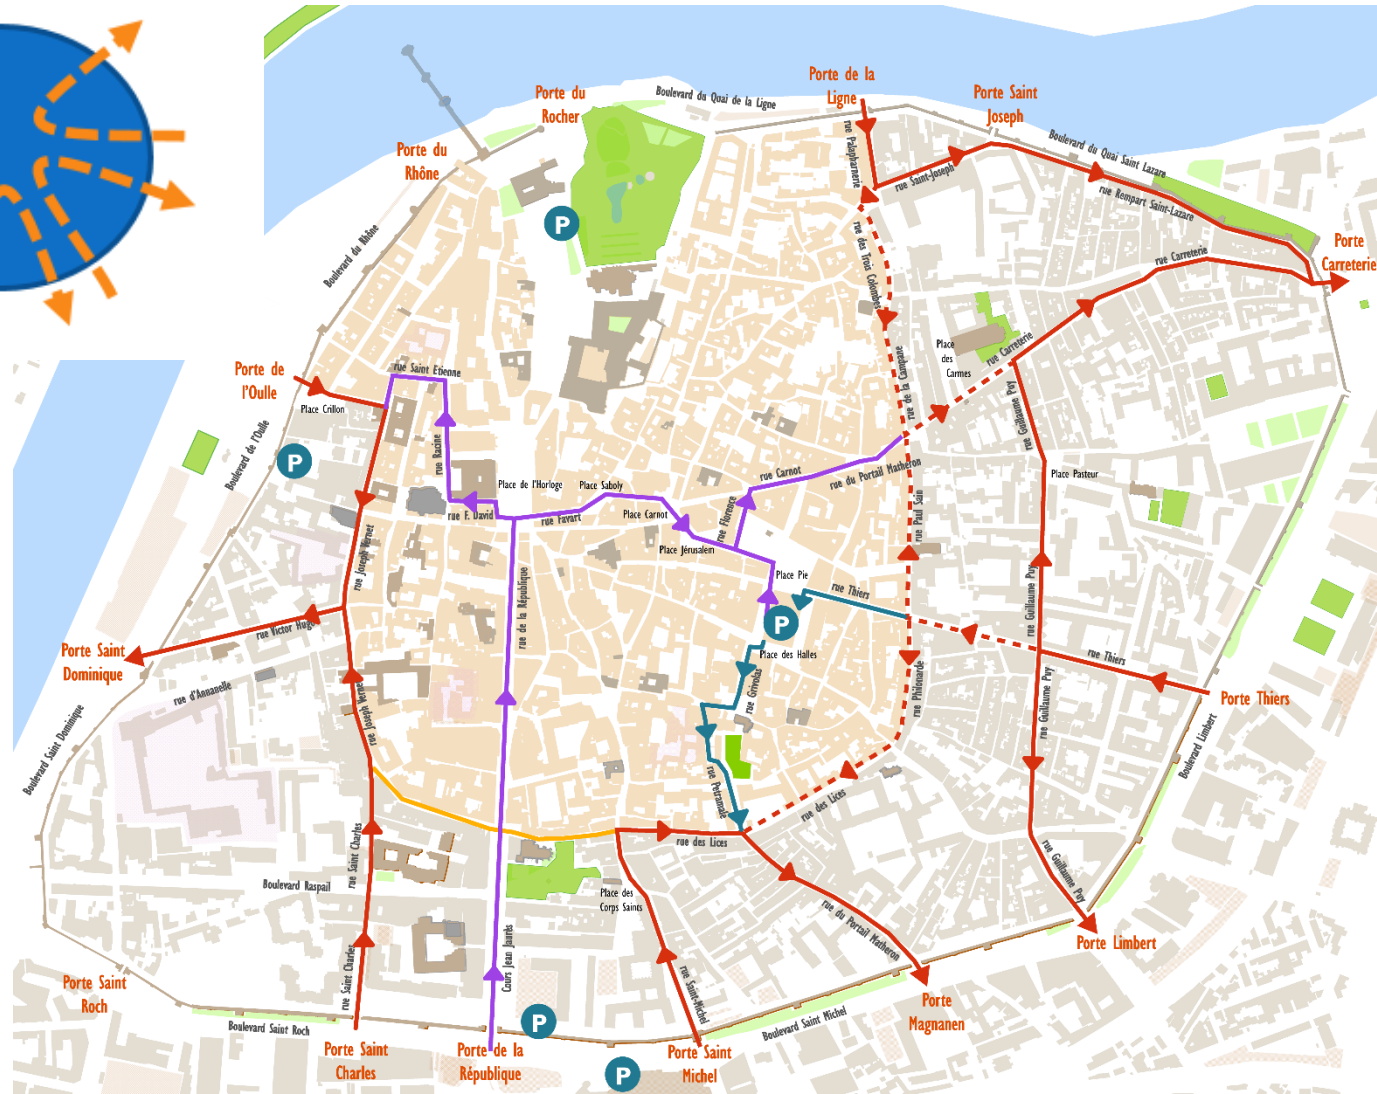 Porte de la
Ligne
Porte Saint
Joseph
Porte du
Rocher
Boulevard du Quai de la Ligne
Porte du
Rhône
rue Palapharnerie
Boulevard du Quai Saint Lazare
rue Saint-Joseph
rue Rempart Saint-Lazare
P
Boulevard du Rhône
rue des Trois Colombes
Porte
Carreterie
rue Carreterie
Place
des
Carmes
rue Carreterie
Porte de
l'Oulle
rue Saint Etienne
Place Crillon
rue de la Campane
rue Guillaume Puy
Boulevard de l'Oulle
P
rue Racine
Place de l'Horloge
Place Saboly
rue Carnot
rue du Portail Matheron
Place Pasteur
rue F. David
rue Favart
Place Carnot
rue Florence
rue Paul Sain
Place Jérusalem
rue Joseph Vernet
rue de la République
Place Pie
rue Thiers
rue Guillaume Puy
P
rue Victor Hugo
Porte Saint
Dominique
Place des Halles
rue Thiers
rue d'Annanelle
rue Grivolas
rue Philonarde
rue Guillaume Puy
Porte Thiers
rue Joseph Vernet
Boulevard Saint Dominique
Boulevard Limbert
rue Petramale
rue des Lices
rue des Lices
rue Saint Charles
Boulevard Raspail
Place des
Corps Saints
rue Guillaume Puy
rue du Portail Matheron
Porte Limbert
Cours Jean Jaurès
rue Saint Charles
rue Saint-Michel
Porte Saint
Roch
Porte
Magnanen
Boulevard Saint Roch
P
Boulevard Saint Michel
Porte Saint
Charles
Porte de la
République
Porte Saint
Michel
P